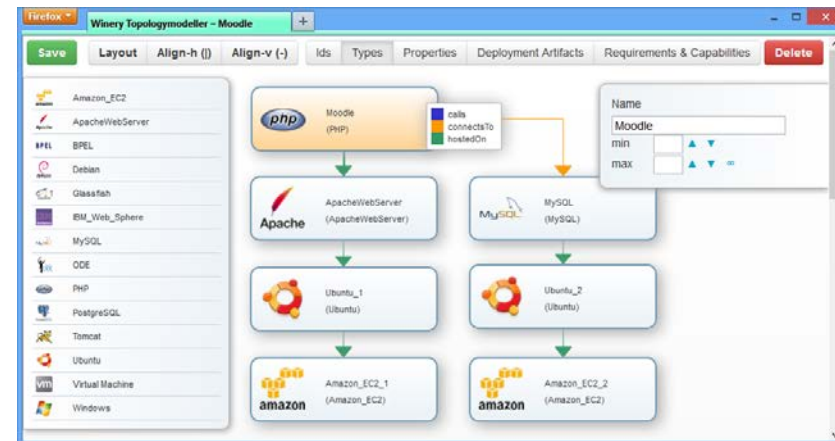 Firefox
Winery Topologymodeller – Moodle
+
Save
Layout
Align-h (|)
Align-v (-)
Ids
Types
Properties
Deployment Artifacts
Requirements & Capabilities
Delete
Amazon_EC2
Apache
ApacheWebServer
BPEL
BPEL
Debian
Glassfish
IBM_Web_Sphere
MySQL
ODE
PHP
PostgreSQL
Tomcat
Ubuntu
vm
Virtual Machine
Windows
php
Moodle
(PHP)
calls
connectsTo
hostedOn
Apache
ApacheWebServer
(ApacheWebServer)
MySQL
MySQL
(MySQL)
Ubuntu_1
(Ubuntu)
Ubuntu_2
(Ubuntu)
amazon
Amazon_EC2_1
(Amazon_EC2)
amazon
Amazon_EC2_2
(Amazon_EC2)
Name
Moodle
min
max
∞